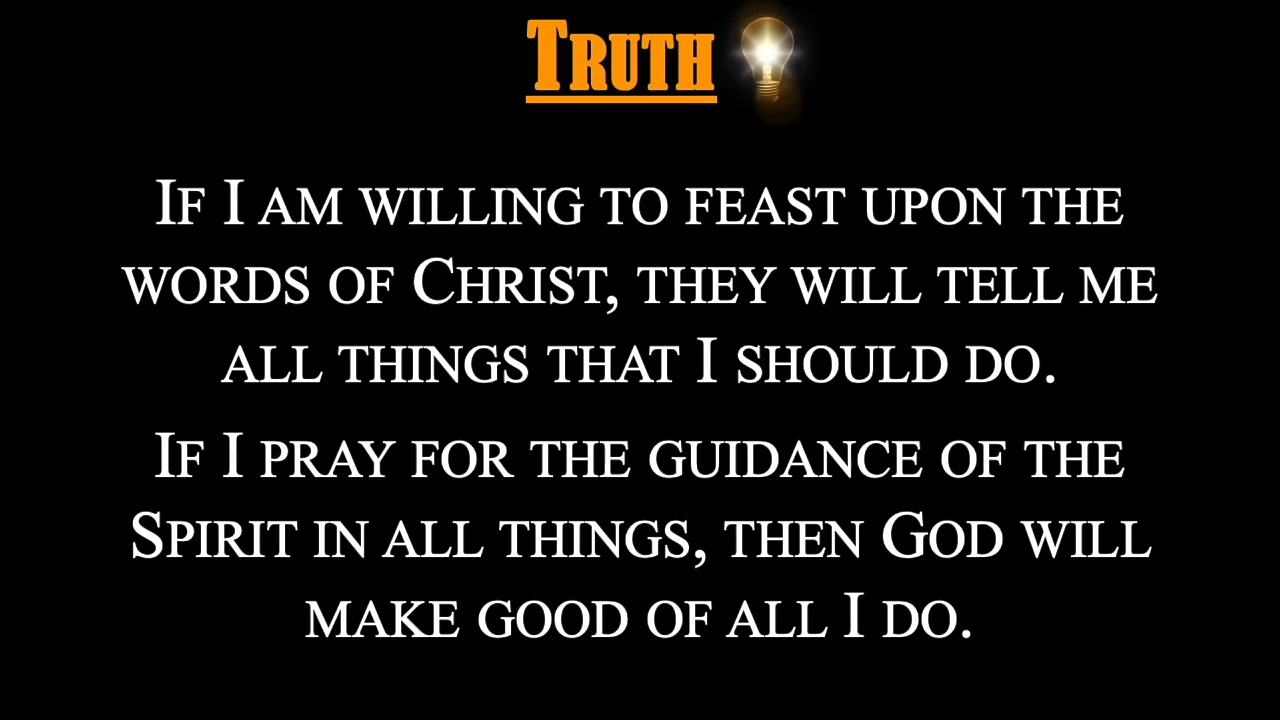 Truth
If I am willing to feast upon the
words of Christ, they will tell me
all things that I should do.
If I pray for the guidance of the
Spirit in all things, then God will
make good of all I do.